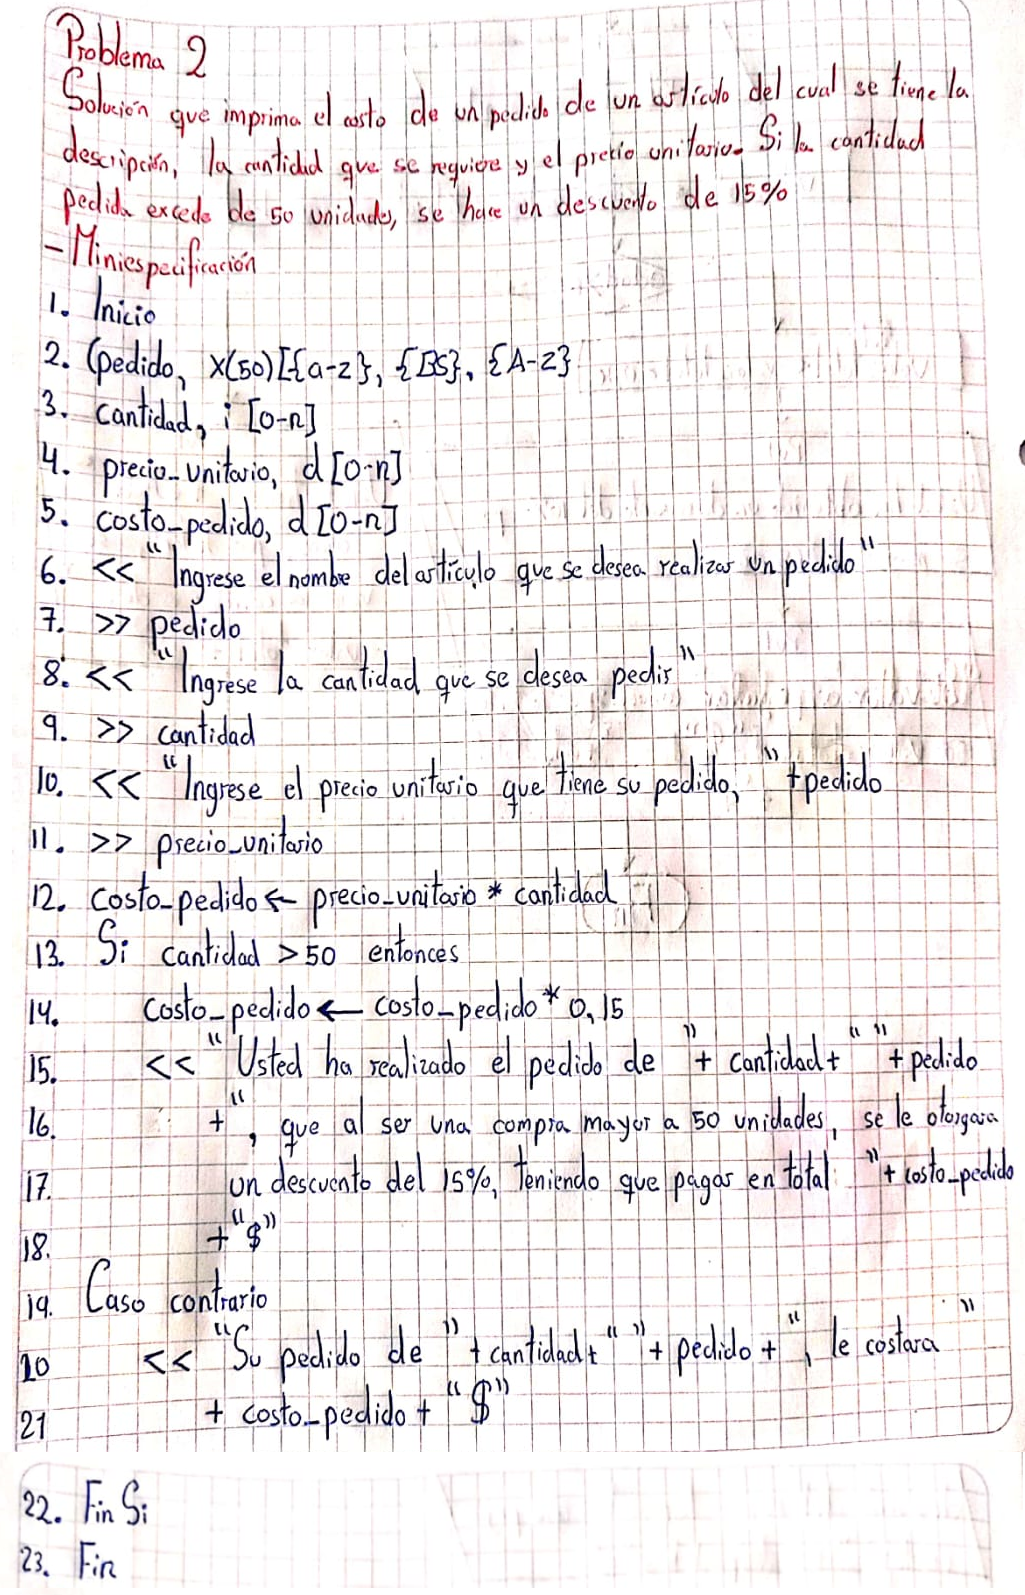 Problema 2
Solución que imprima el costo de un pedido de un artículo del cual se tiene la
descripción, la cantidad que se requiere y el precio unitario. Si la cantidad
pedida excede de 50 unidades, se hace un descuento de 15%
- Miniespecificación
1. Inicio
2. (pedido, X(50)[{a-z}, {BS}, {A-Z}
3. cantidad, i [0-n]
4. precio_unitario, d [0-n]
5. costo_pedido, d [0-n]
6. << "Ingrese el nombre del artículo que se desea realizar un pedido"
7. >> pedido
8. << "Ingrese la cantidad que se desea pedir"
9. >> cantidad
10. << "Ingrese el precio unitario que tiene su pedido, "+pedido
11. >> precio_unitario
12. costo_pedido ← precio_unitario * cantidad
13. Si cantidad > 50 entonces
14. costo_pedido ← costo_pedido * 0,15
15. << "Usted ha realizado el pedido de "+ cantidad+ " "+ pedido
16. + ", que al ser una compra mayor a 50 unidades, se le otorgara
17. un descuento del 15%, teniendo que pagar en total "+ costo_pedido
18. + "$"
19. Caso contrario
20 << "Su pedido de "+cantidad+ " "+ pedido + ", le costara "
21 + costo_pedido + "$"
22. Fin Si
23. Fin